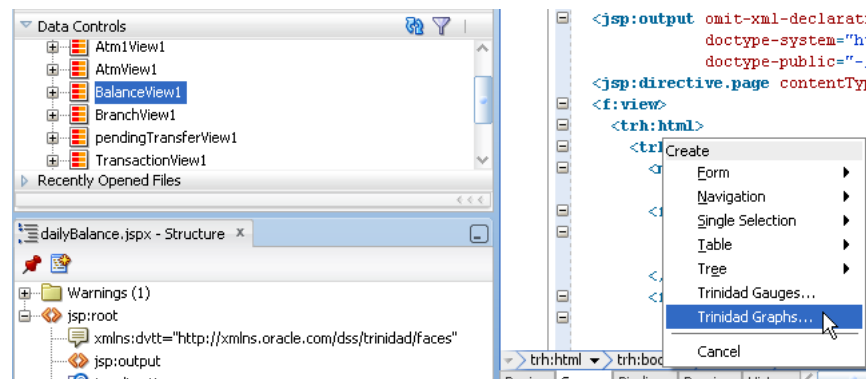 Data Controls
Atm1View1
AtmView1
BalanceView1
BranchView1
pendingTransferView1
TransactionView1
Recently Opened Files
dailyBalance.jspx - Structure x
Warnings (1)
jsp:root
xmlns:dvtt="http://xmlns.oracle.com/dss/trinidad/faces"
jsp:output
<jsp:output omit-xml-declarati
doctype-system="h
doctype-public="-
<jsp:directive.page contentTy
<f:view>
<trh:html>
Create
Form
Navigation
Single Selection
Table
Tree
Trinidad Gauges...
Trinidad Graphs...
Cancel
trh:html